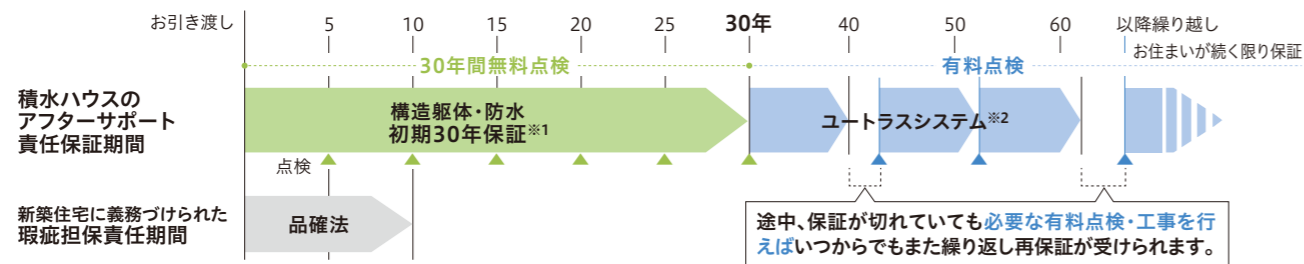 お引き渡し
5
10
15
20
25
30年
40
50
60
以降繰り越し
お住まいが続く限り保証
30年間無料点検
有料点検
積水ハウスの
アフターサポート
責任保証期間
構造躯体・防水
初期30年保証※1
ユートラスシステム※2
点検
新築住宅に義務づけられた
瑕疵担保責任期間
品確法
途中、保証が切れていても必要な有料点検・工事を行
えばいつからでもまた繰り返し再保証が受けられます。